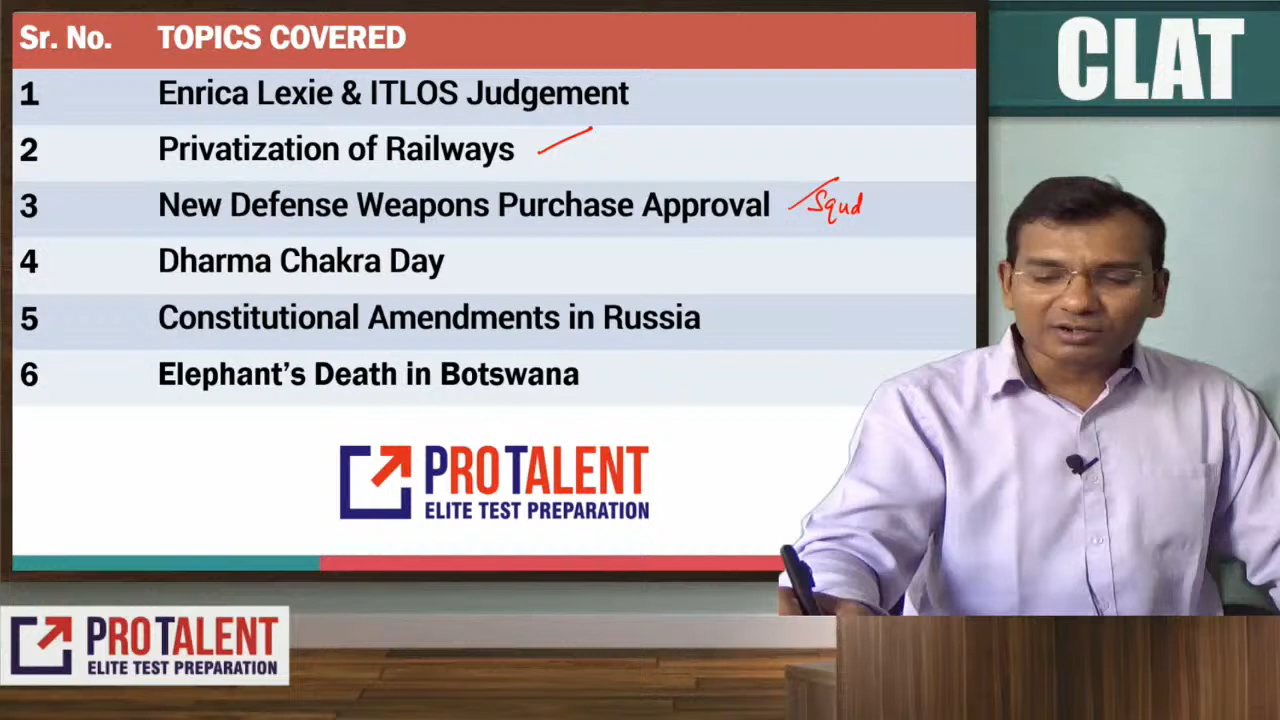 Sr. No. TOPICS COVERED
1 Enrica Lexie & ITLOS Judgement
2 Privatization of Railways
3 New Defense Weapons Purchase Approval Squd
4 Dharma Chakra Day
5 Constitutional Amendments in Russia
6 Elephant's Death in Botswana
PROTALENT
ELITE TEST PREPARATION
CLAT
PROTALENT
ELITE TEST PREPARATION